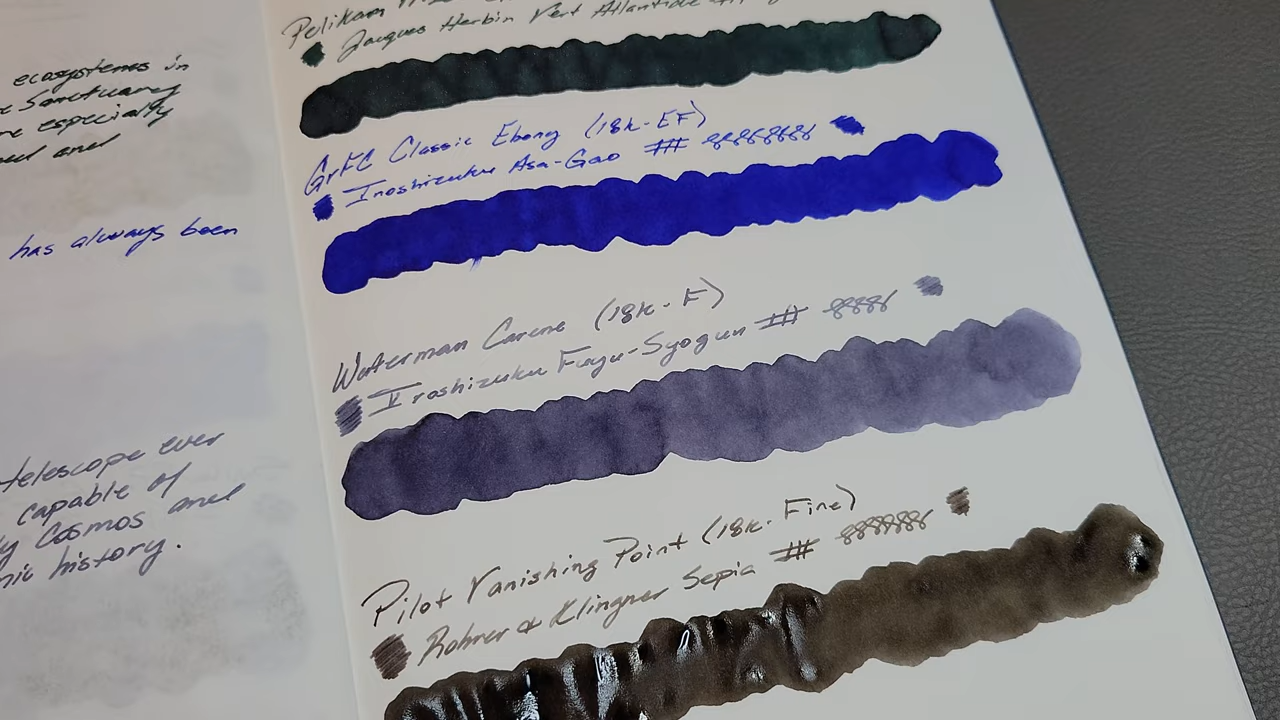 ecosystems in
Sanctuary
especially
and
has always been
telescope ever
capable of
Cosmos and
history.
Pelikan
Jacques Herbin Vert Atlantide
GrFC Classic Ebony (18k-EF)
Iroshizuku Asa-Gao
Waterman Carene (18k-F)
Iroshizuku Fuyu-Syogun
Pilot Vanishing Point (18k-Fine)
Rohrer & Klingner Sepia